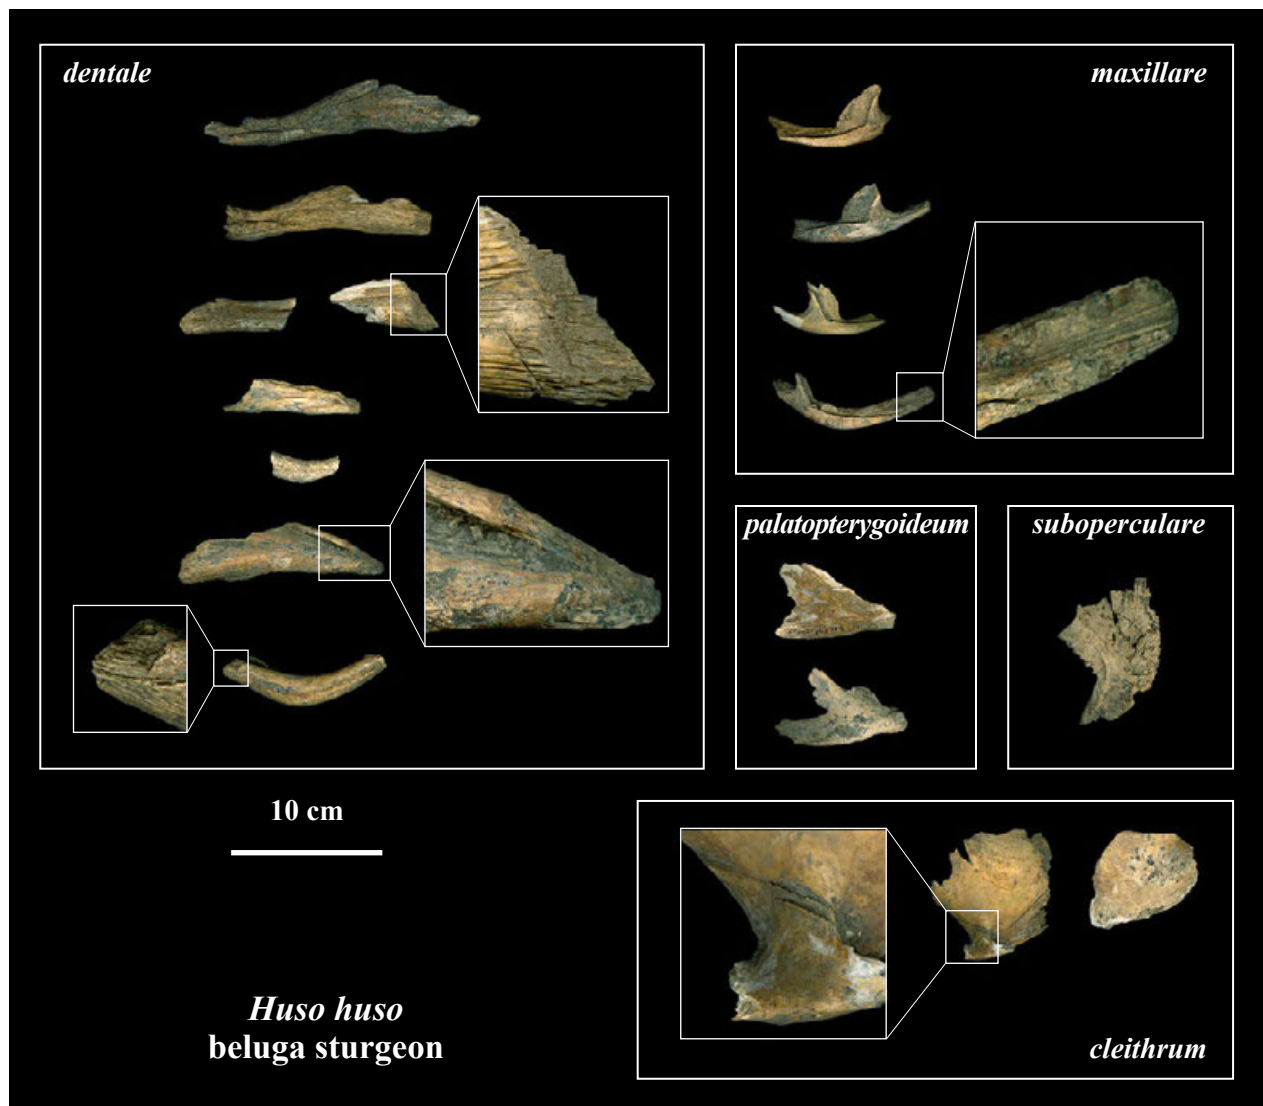 dentale
maxillare
palatopterygoideum
suboperculare
10 cm
Huso huso
beluga sturgeon
cleithrum